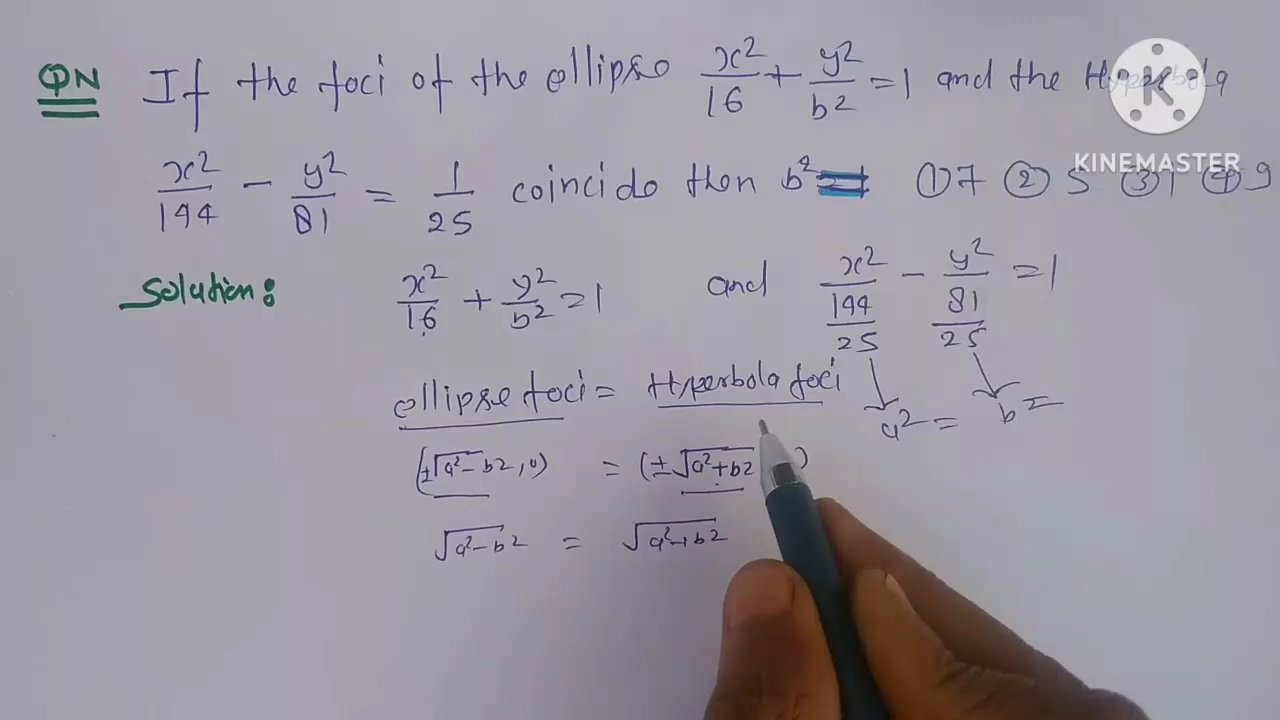 QN If the foci of the ellipse x²/16 + y²/b² = 1 and the Hyperbola
KINEMASTER
x²/144 - y²/81 = 1/25 coincide then b² = ① 7 ② 5 ③ 1 ④ 9
Solution: x²/16 + y²/b² = 1 and x²/(144/25) - y²/(81/25) = 1
ellipse foci = Hyperbola foci a² = b =
(±√a²-b², 0) = (±√a²+b² )
√a²-b² = √a²+b²